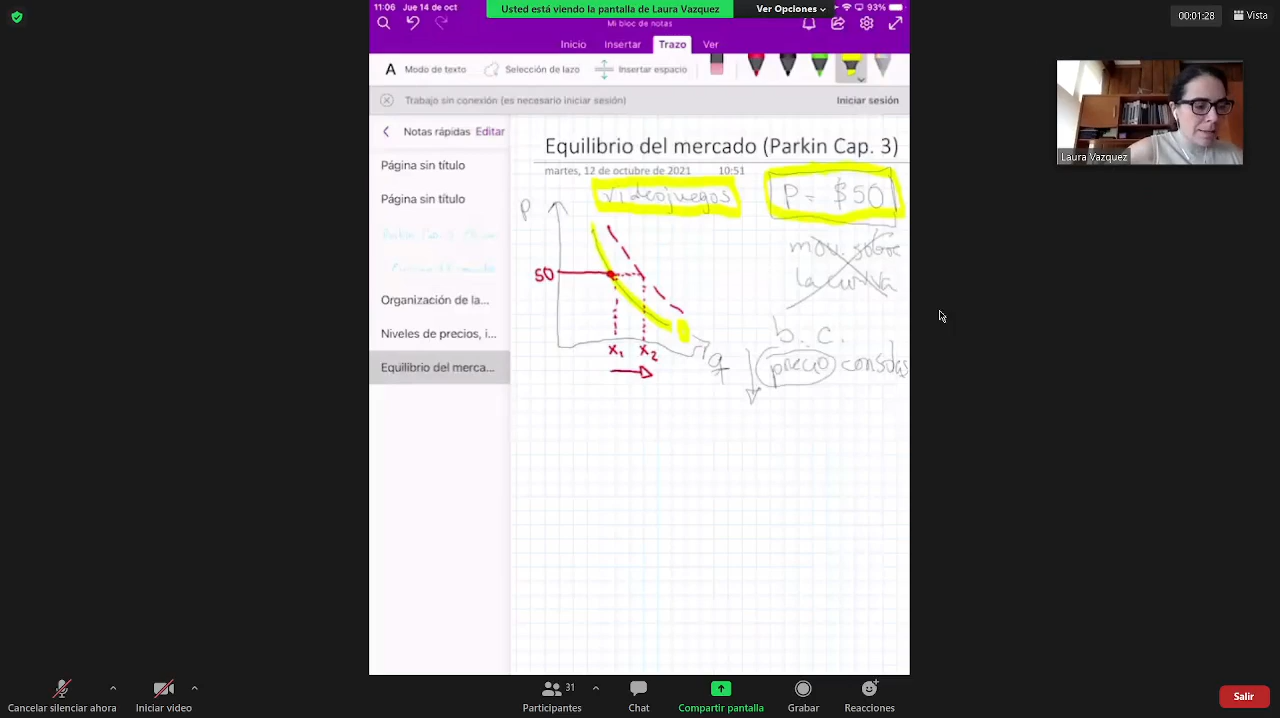 11:06 Jue 14 de oct
Usted está viendo la pantalla de Laura Vazquez
Ver Opciones
93%
00:01:28
Vista
Mi bloc de notas
Inicio Insertar Trazo Ver
A Modo de texto Selección de lazo Insertar espacio
Trabajo sin conexión (es necesario iniciar sesión) Iniciar sesión
Notas rápidas Editar
Página sin título
Página sin título
Organización de la...
Niveles de precios, i...
Equilibrio del merca...
Equilibrio del mercado (Parkin Cap. 3)
martes, 12 de octubre de 2021 10:51
videojuegos
P = $50
P
mov. sobre
la curva
50
b. c.
x1 x2
q
precio consolas
Laura Vazquez
Cancelar silenciar ahora
Iniciar video
31
Participantes
Chat
Compartir pantalla
Grabar
Reacciones
Salir